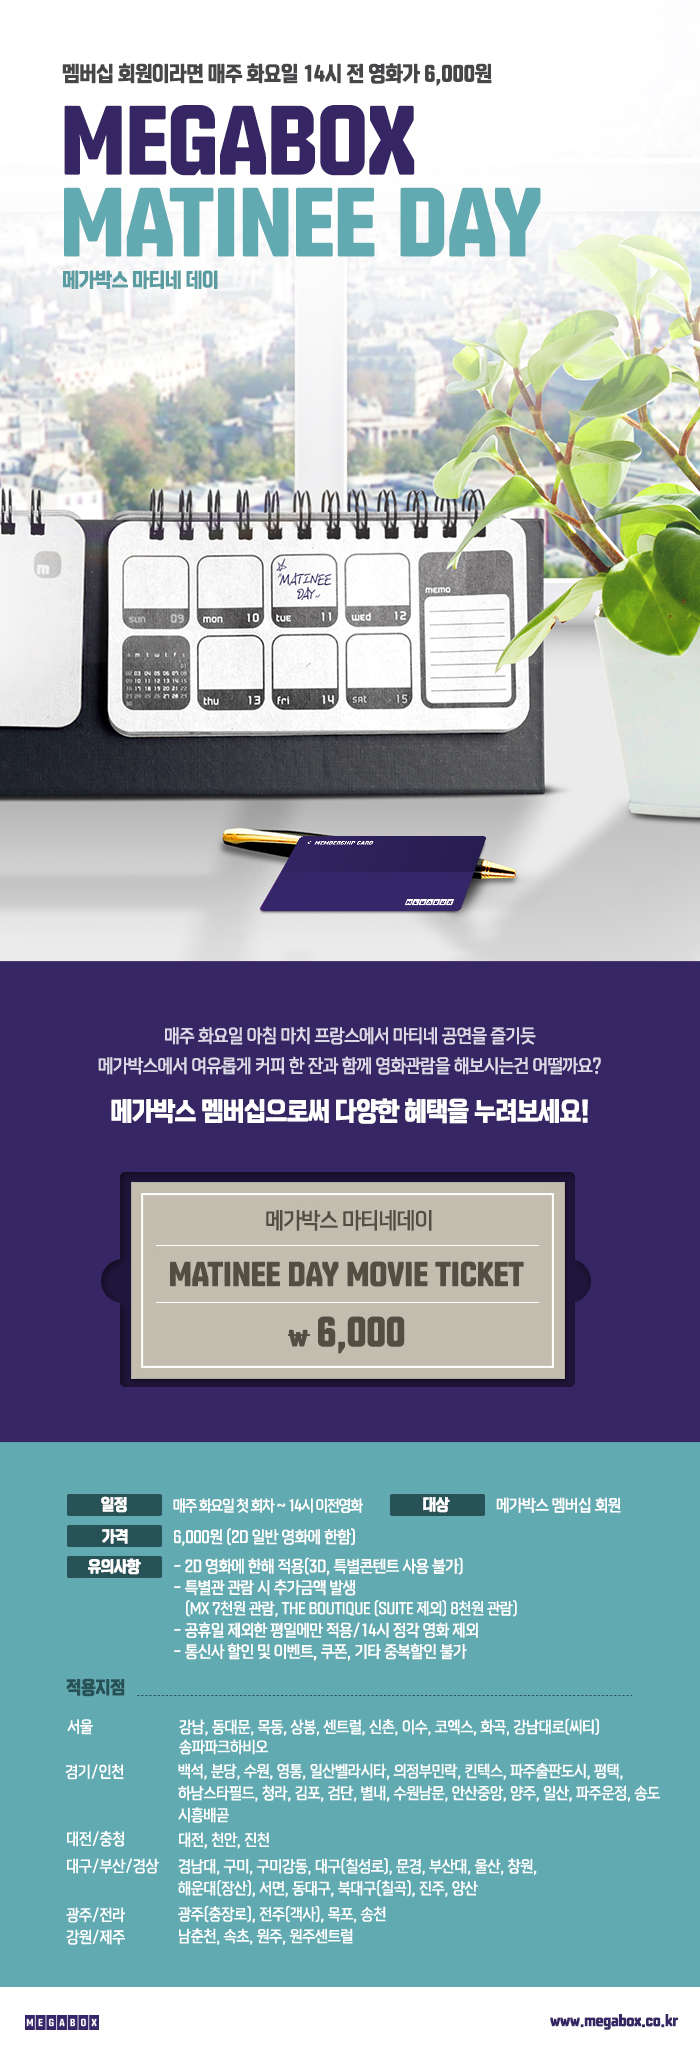 멤버십 회원이라면 매주 화요일 14시 전 영화가 6,000원
MEGABOX
MATINEE DAY
메가박스 마티네 데이
m
MATINEE
DAY~
memo
sun 09
mon 10
tue 11
wed 12
s m t w t f s
thu 13
fri 14
sat 15
< MEMBERSHIP CARD
MEGABOX
매주 화요일 아침 마치 프랑스에서 마티네 공연을 즐기듯
메가박스에서 여유롭게 커피 한 잔과 함께 영화관람을 해보시는건 어떨까요?
메가박스 멤버십으로써 다양한 혜택을 누려보세요!
메가박스 마티네데이
MATINEE DAY MOVIE TICKET
₩ 6,000
일정 매주 화요일 첫 회차 ~ 14시 이전영화 대상 메가박스 멤버십 회원
가격 6,000원 (2D 일반 영화에 한함)
유의사항 - 2D 영화에 한해 적용(3D, 특별콘텐트 사용 불가)
- 특별관 관람 시 추가금액 발생
(MX 7천원 관람, THE BOUTIQUE (SUITE 제외) 8천원 관람)
- 공휴일 제외한 평일에만 적용/14시 정각 영화 제외
- 통신사 할인 및 이벤트, 쿠폰, 기타 중복할인 불가
적용지점
서울 강남, 동대문, 목동, 상봉, 센트럴, 신촌, 이수, 코엑스, 화곡, 강남대로(씨티)
송파파크하비오
경기/인천 백석, 분당, 수원, 영통, 일산벨라시타, 의정부민락, 킨텍스, 파주출판도시, 평택,
하남스타필드, 청라, 김포, 검단, 별내, 수원남문, 안산중앙, 양주, 일산, 파주운정, 송도
시흥배곧
대전/충청 대전, 천안, 진천
대구/부산/경상 경남대, 구미, 구미강동, 대구(칠성로), 문경, 부산대, 울산, 창원,
해운대(장산), 서면, 동대구, 북대구(칠곡), 진주, 양산
광주/전라 광주(충장로), 전주(객사), 목포, 송천
강원/제주 남춘천, 속초, 원주, 원주센트럴
MEGABOX
www.megabox.co.kr